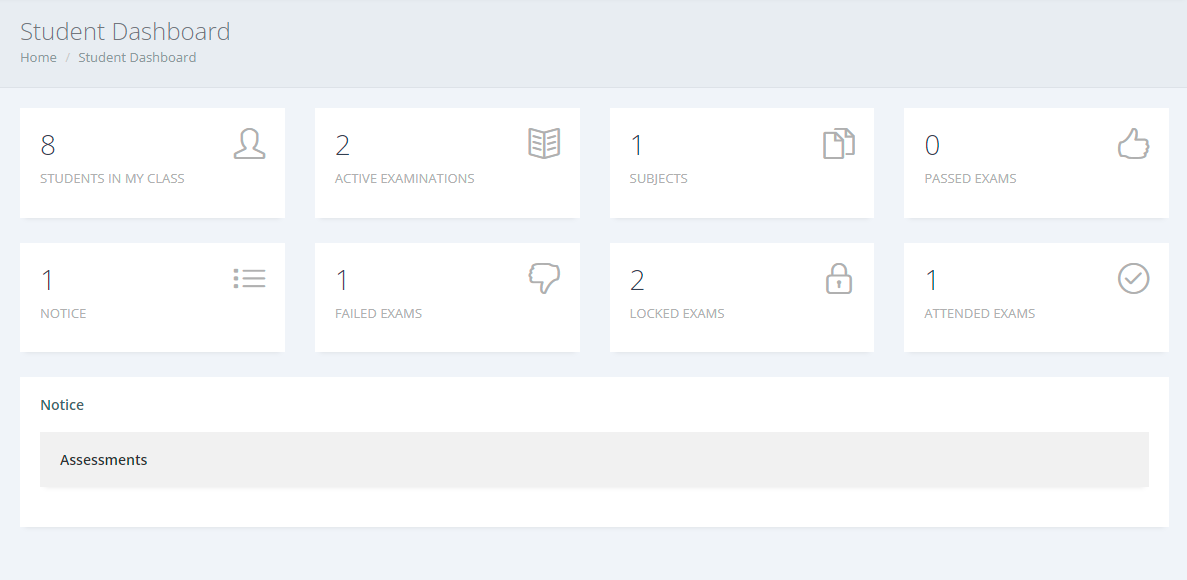 Student Dashboard
Home / Student Dashboard
8
STUDENTS IN MY CLASS
2
ACTIVE EXAMINATIONS
1
SUBJECTS
0
PASSED EXAMS
1
NOTICE
1
FAILED EXAMS
2
LOCKED EXAMS
1
ATTENDED EXAMS
Notice
Assessments